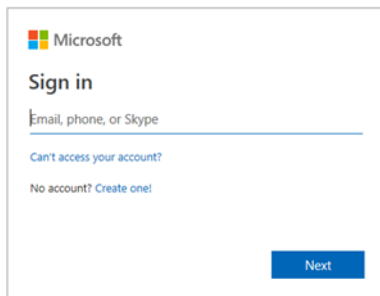 Microsoft
Sign in
Email, phone, or Skype
Can't access your account?
No account? Create one!
Next